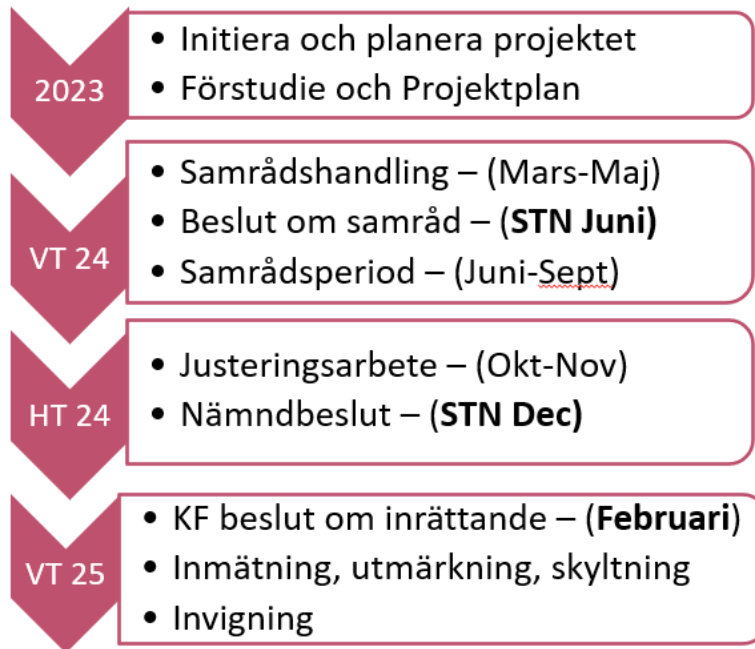 2023
• Initiera och planera projektet
• Förstudie och Projektplan
VT 24
• Samrådshandling – (Mars-Maj)
• Beslut om samråd – (STN Juni)
• Samrådsperiod – (Juni-Sept)
HT 24
• Justeringsarbete – (Okt-Nov)
• Nämndbeslut – (STN Dec)
VT 25
• KF beslut om inrättande – (Februari)
• Inmätning, utmärkning, skyltning
• Invigning